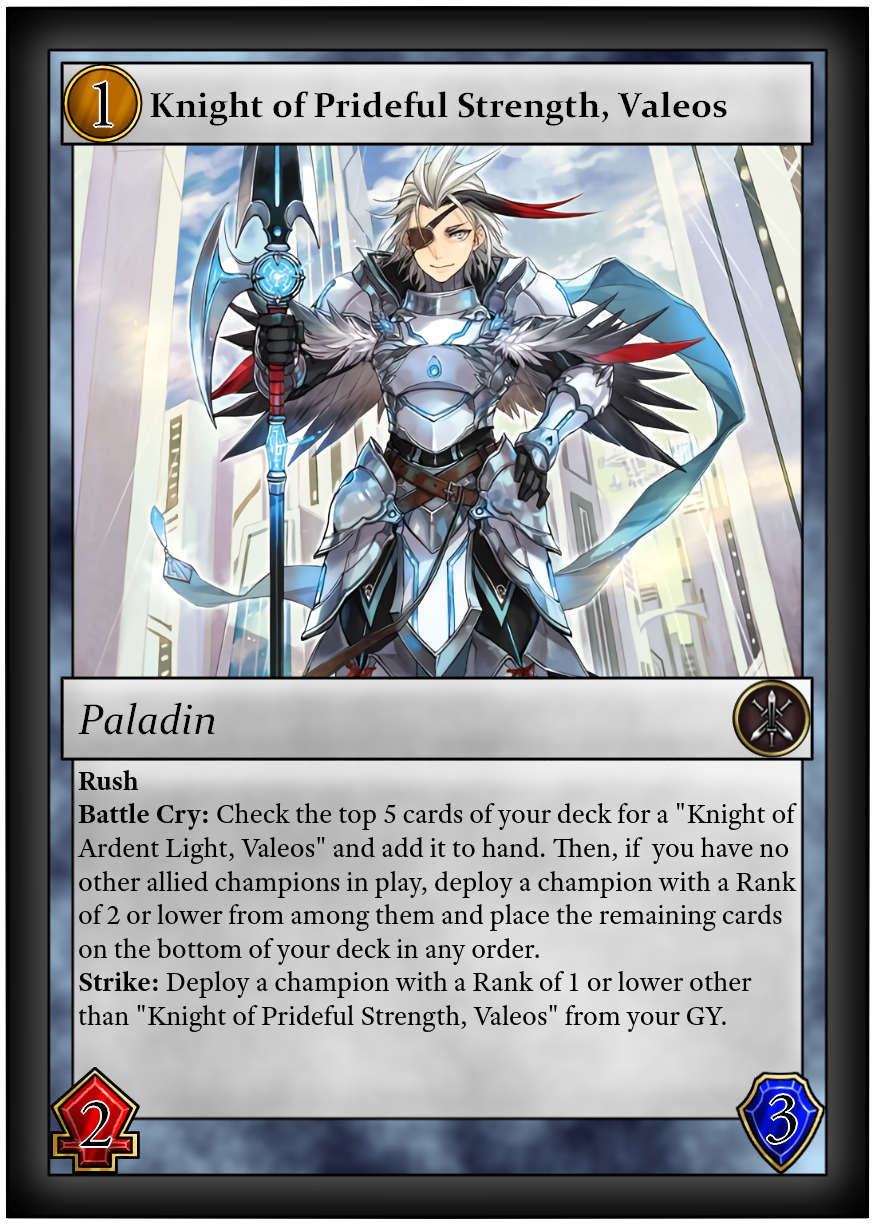 1 Knight of Prideful Strength, Valeos
Paladin
Rush
Battle Cry: Check the top 5 cards of your deck for a "Knight of
Ardent Light, Valeos" and add it to hand. Then, if  you have no
other allied champions in play, deploy a champion with a Rank
of 2 or lower from among them and place the remaining cards
on the bottom of your deck in any order.
Strike: Deploy a champion with a Rank of 1 or lower other
than "Knight of Prideful Strength, Valeos" from your GY.
2 3